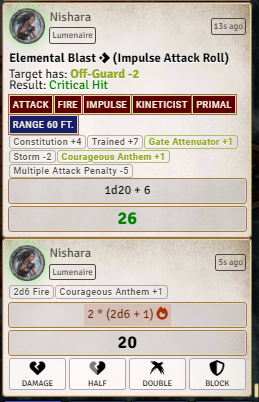 Nishara
13s ago
Lumenaire
Elemental Blast (Impulse Attack Roll)
Target has: Off-Guard -2
Result: Critical Hit
ATTACK FIRE IMPULSE KINETICIST PRIMAL
RANGE 60 FT.
Constitution +4 Trained +7 Gate Attenuator +1
Storm -2 Courageous Anthem +1
Multiple Attack Penalty -5
1d20 + 6
26
Nishara
5s ago
Lumenaire
2d6 Fire Courageous Anthem +1
2 * (2d6 + 1)
20
DAMAGE HALF DOUBLE BLOCK